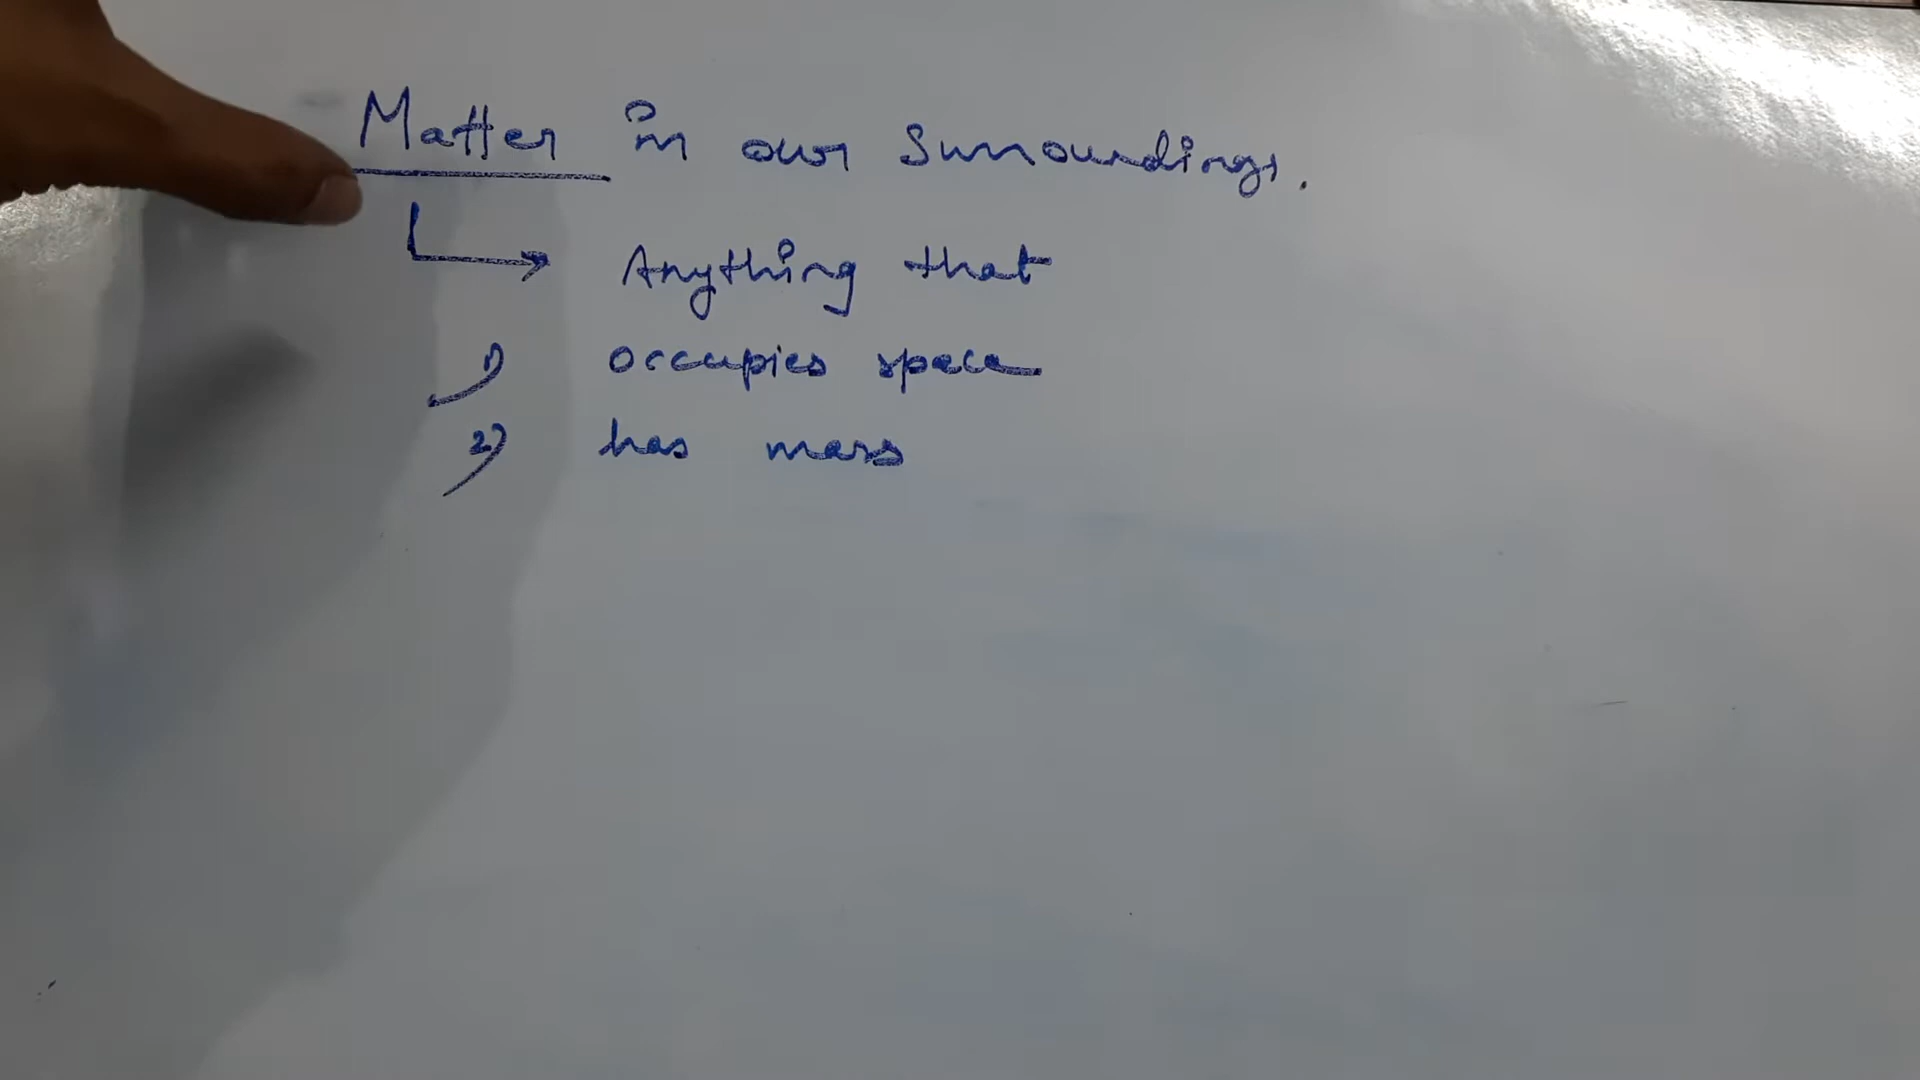 Matter in our Surroundings.
Anything that
1) occupies space
2) has mass